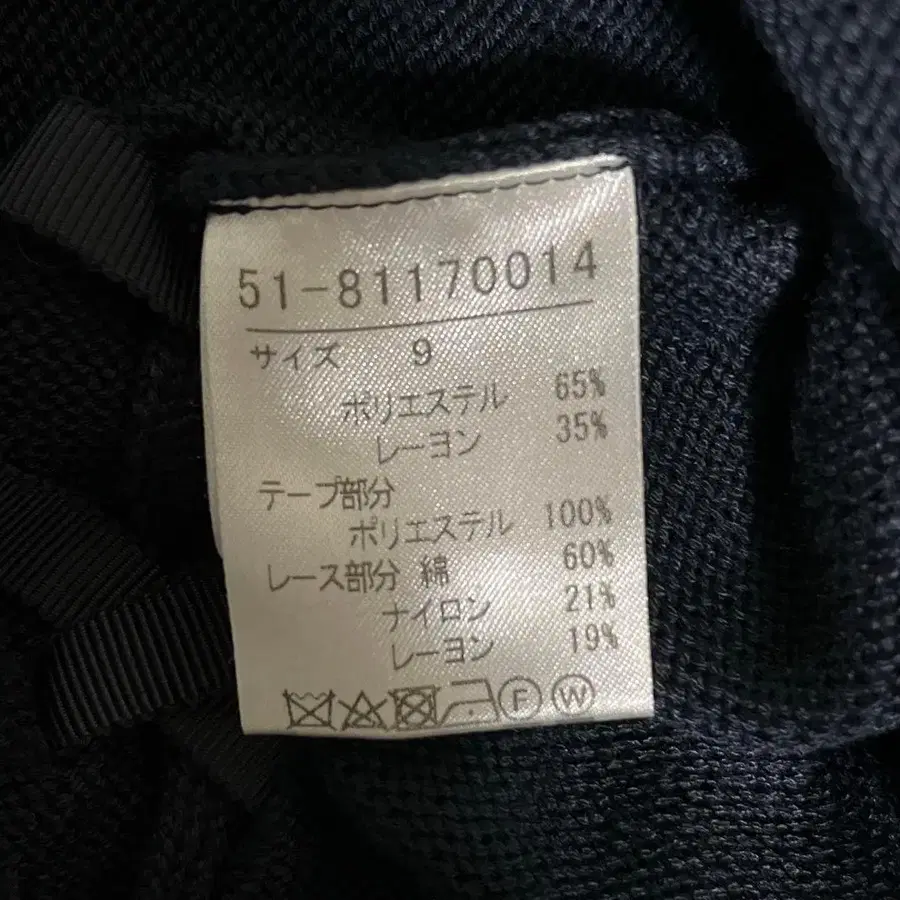 51-81170014
サイズ 9
ポリエステル 65%
レーヨン 35%
テープ部分
ポリエステル 100%
レース部分 綿 60%
ナイロン 21%
レーヨン 19%
F W